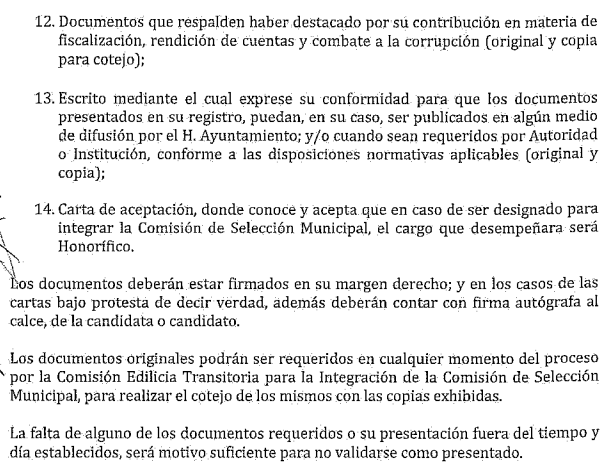 12. Documentos que respalden haber destacado por su contribución en materia de
fiscalización, rendición de cuentas y combate a la corrupción (original y copia
para cotejo);
13. Escrito mediante el cual exprese su conformidad para que los documentos
presentados en su registro, puedan, en su caso, ser publicados en algún medio
de difusión por el H. Ayuntamiento; y/o cuando sean requeridos por Autoridad
o Institución, conforme a las disposiciones normativas aplicables (original y
copia);
14. Carta de aceptación, donde conoce y acepta que en caso de ser designado para
integrar la Comisión de Selección Municipal, el cargo que desempeñara será
Honorífico.
Los documentos deberán estar firmados en su margen derecho; y en los casos de las
cartas bajo protesta de decir verdad, además deberán contar con firma autógrafa al
calce, de la candidata o candidato.
Los documentos originales podrán ser requeridos en cualquier momento del proceso
por la Comisión Edilicia Transitoria para la Integración de la Comisión de Selección
Municipal, para realizar el cotejo de los mismos con las copias exhibidas.
La falta de alguno de los documentos requeridos o su presentación fuera del tiempo y
día establecidos, será motivo suficiente para no validarse como presentado.